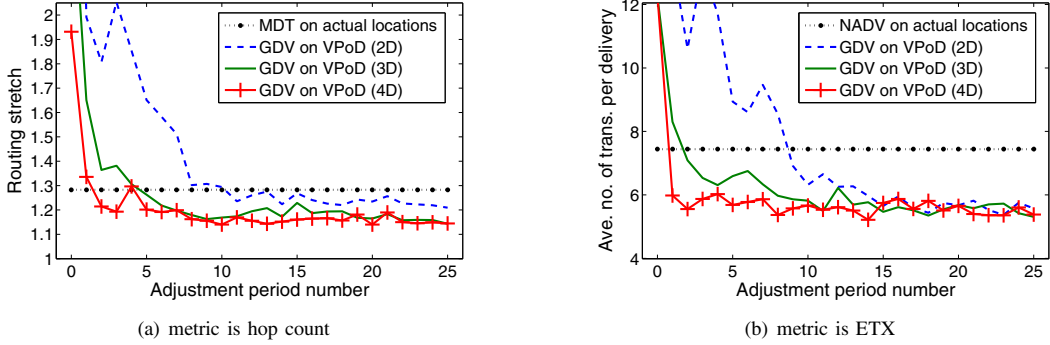 Routing stretch
2
1.9
1.8
1.7
1.6
1.5
1.4
1.3
1.2
1.1
1
MDT on actual locations
GDV on VPoD (2D)
GDV on VPoD (3D)
GDV on VPoD (4D)
0 5 10 15 20 25
Adjustment period number
(a) metric is hop count
Ave. no. of trans. per delivery
12
10
8
6
4
NADV on actual locations
GDV on VPoD (2D)
GDV on VPoD (3D)
GDV on VPoD (4D)
0 5 10 15 20 25
Adjustment period number
(b) metric is ETX